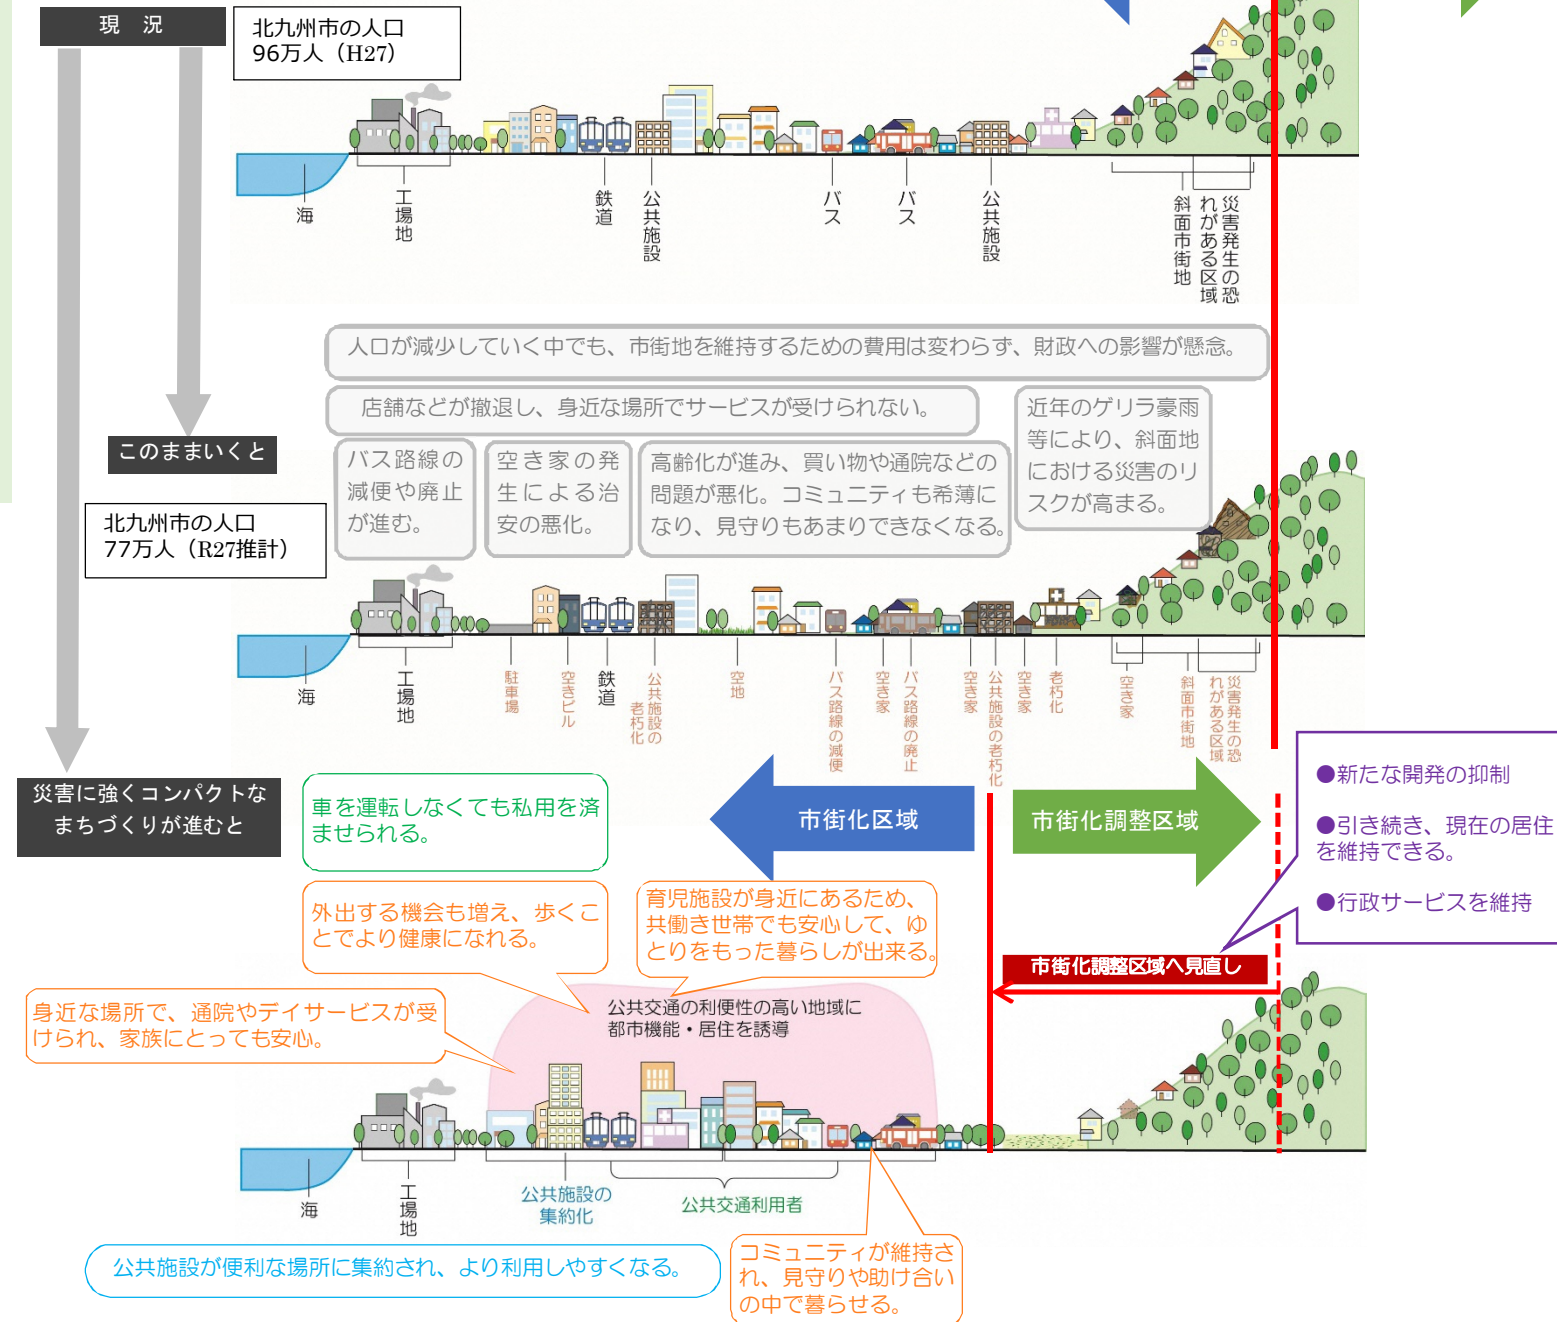 現　況
北九州市の人口
96万人（H27）
海
工場地
鉄道
公共施設
バス
バス
公共施設
斜面市街地
災害発生の恐
れがある区域
人口が減少していく中でも、市街地を維持するための費用は変わらず、財政への影響が懸念。
店舗などが撤退し、身近な場所でサービスが受けられない。
このままいくと
北九州市の人口
77万人（R27推計）
バス路線の
減便や廃止
が進む。
空き家の発
生による治
安の悪化。
高齢化が進み、買い物や通院などの
問題が悪化。コミュニティも希薄に
なり、見守りもあまりできなくなる。
近年のゲリラ豪雨
等により、斜面地
における災害のリ
スクが高まる。
海
工場地
駐車場
空きビル
鉄道
公共施設の
老朽化
空地
バス路線の減便
空き家
バス路線の廃止
空き家
公共施設の老朽化
空き家
老朽化
空き家
斜面市街地
災害発生の恐
れがある区域
災害に強くコンパクトな
まちづくりが進むと
車を運転しなくても私用を済
ませられる。
市街化区域
市街化調整区域
●新たな開発の抑制
●引き続き、現在の居住
を維持できる。
●行政サービスを維持
外出する機会も増え、歩くこ
とでより健康になれる。
育児施設が身近にあるため、
共働き世帯でも安心して、ゆ
とりをもった暮らしが出来る。
市街化調整区域へ見直し
身近な場所で、通院やデイサービスが受
けられ、家族にとっても安心。
公共交通の利便性の高い地域に
都市機能・居住を誘導
海
工場地
公共施設の
集約化
公共交通利用者
公共施設が便利な場所に集約され、より利用しやすくなる。
コミュニティが維持さ
れ、見守りや助け合い
の中で暮らせる。